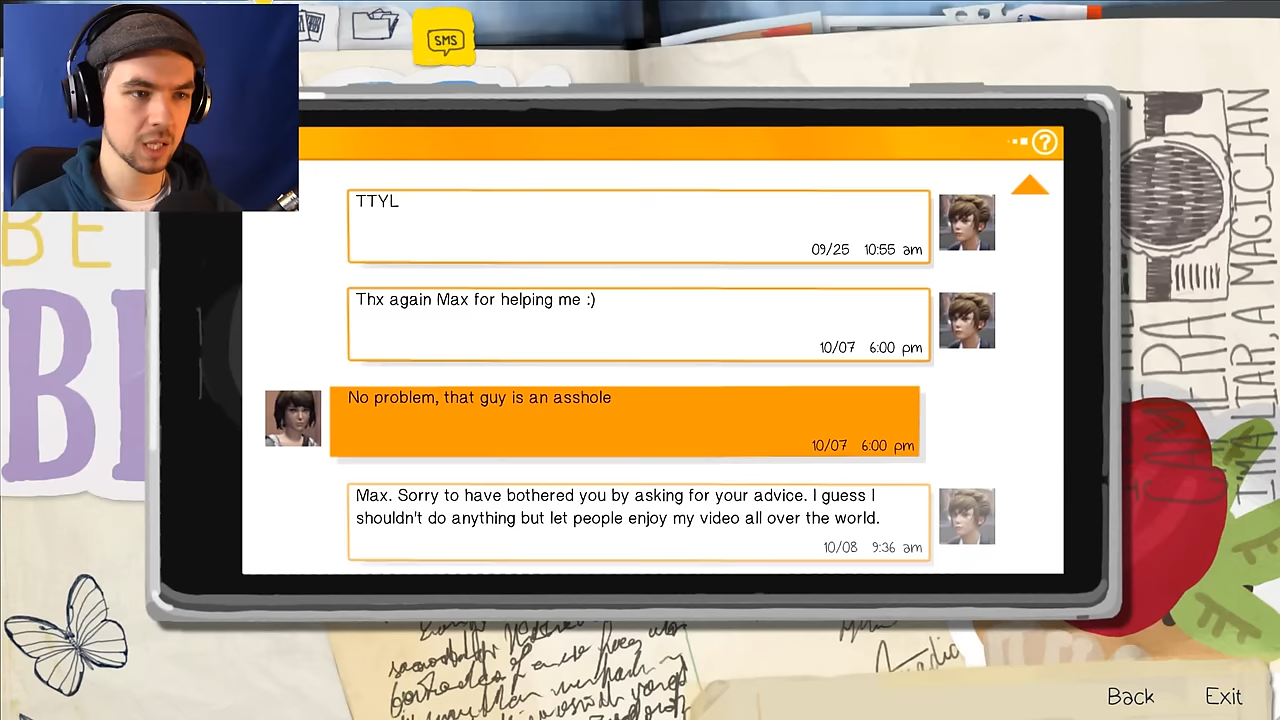 SMS
?
TTYL
09/25 10:55 am
Thx again Max for helping me :)
10/07 6:00 pm
No problem, that guy is an asshole
10/07 6:00 pm
Max. Sorry to have bothered you by asking for your advice. I guess I
shouldn't do anything but let people enjoy my video all over the world.
10/08 9:36 am
BE
CAMERA
LIAR, A MAGICIAN
Back
Exit